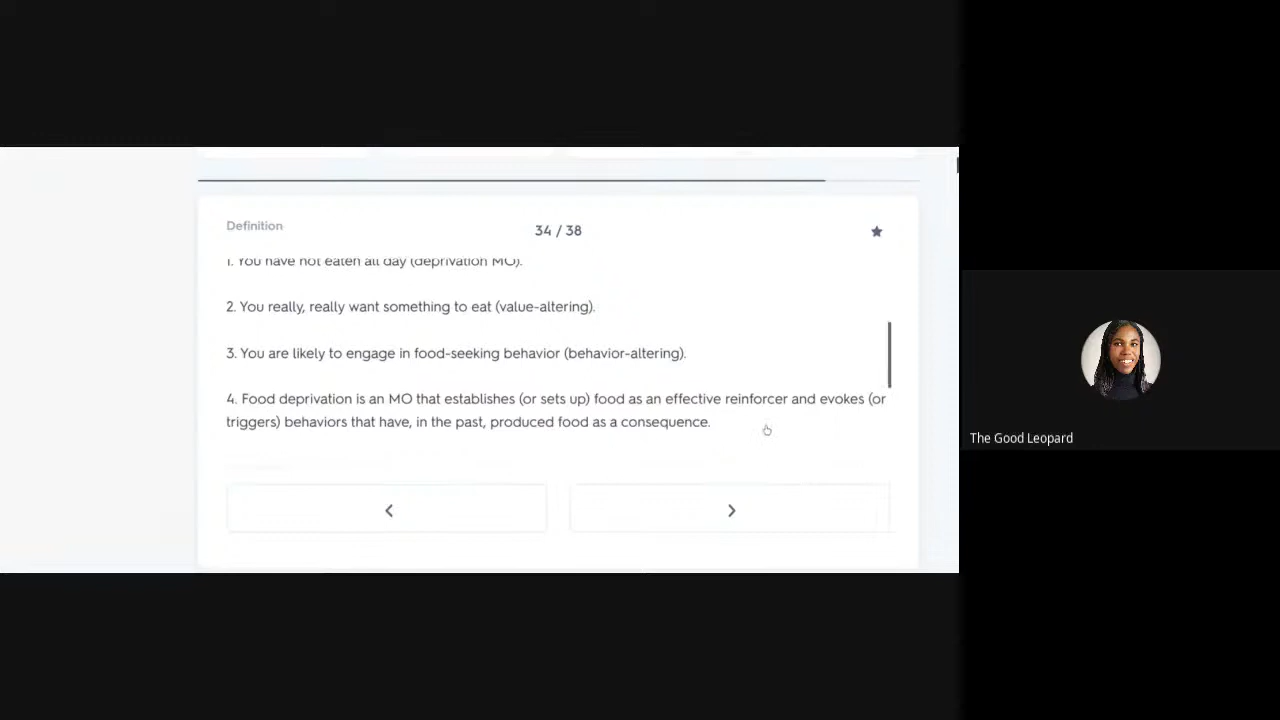 Definition
34 / 38
1. You have not eaten all day (deprivation MO).
2. You really, really want something to eat (value-altering).
3. You are likely to engage in food-seeking behavior (behavior-altering).
4. Food deprivation is an MO that establishes (or sets up) food as an effective reinforcer and evokes (or
triggers) behaviors that have, in the past, produced food as a consequence.
The Good Leopard